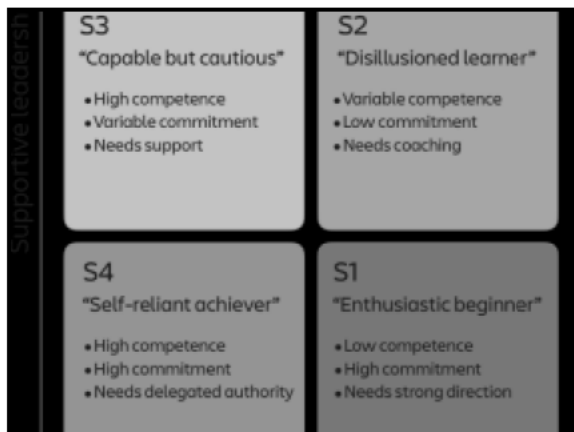 Supportive leadersh
S3
“Capable but cautious”
• High competence
• Variable commitment
• Needs support
S2
“Disillusioned learner”
• Variable competence
• Low commitment
• Needs coaching
S4
“Self-reliant achiever”
• High competence
• High commitment
• Needs delegated authority
S1
“Enthusiastic beginner”
• Low competence
• High commitment
• Needs strong direction